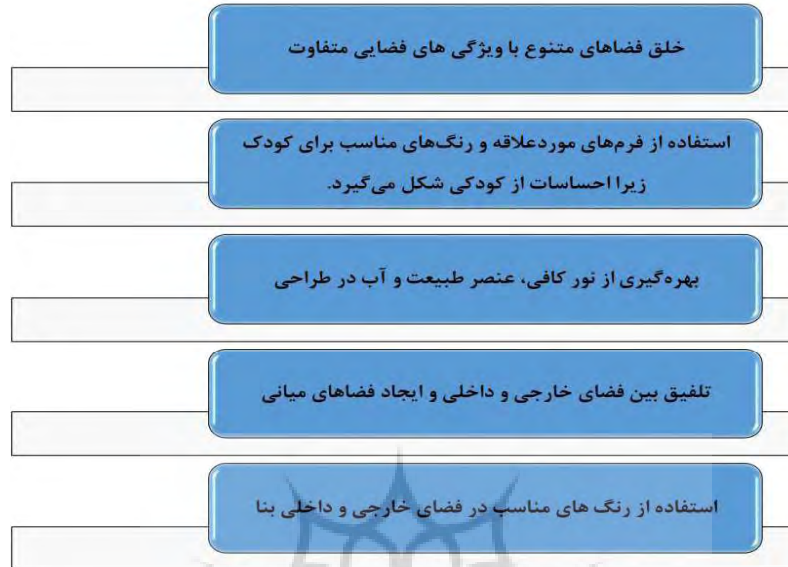 خلق فضاهای متنوع با ویژگی های فضایی متفاوت
استفاده از فرم‌های موردعلاقه و رنگ‌های مناسب برای کودک
زیرا احساسات از کودکی شکل می‌گیرد.
بهره‌گیری از نور کافی، عنصر طبیعت و آب در طراحی
تلفیق بین فضای خارجی و داخلی و ایجاد فضاهای میانی
استفاده از رنگ های مناسب در فضای خارجی و داخلی بنا